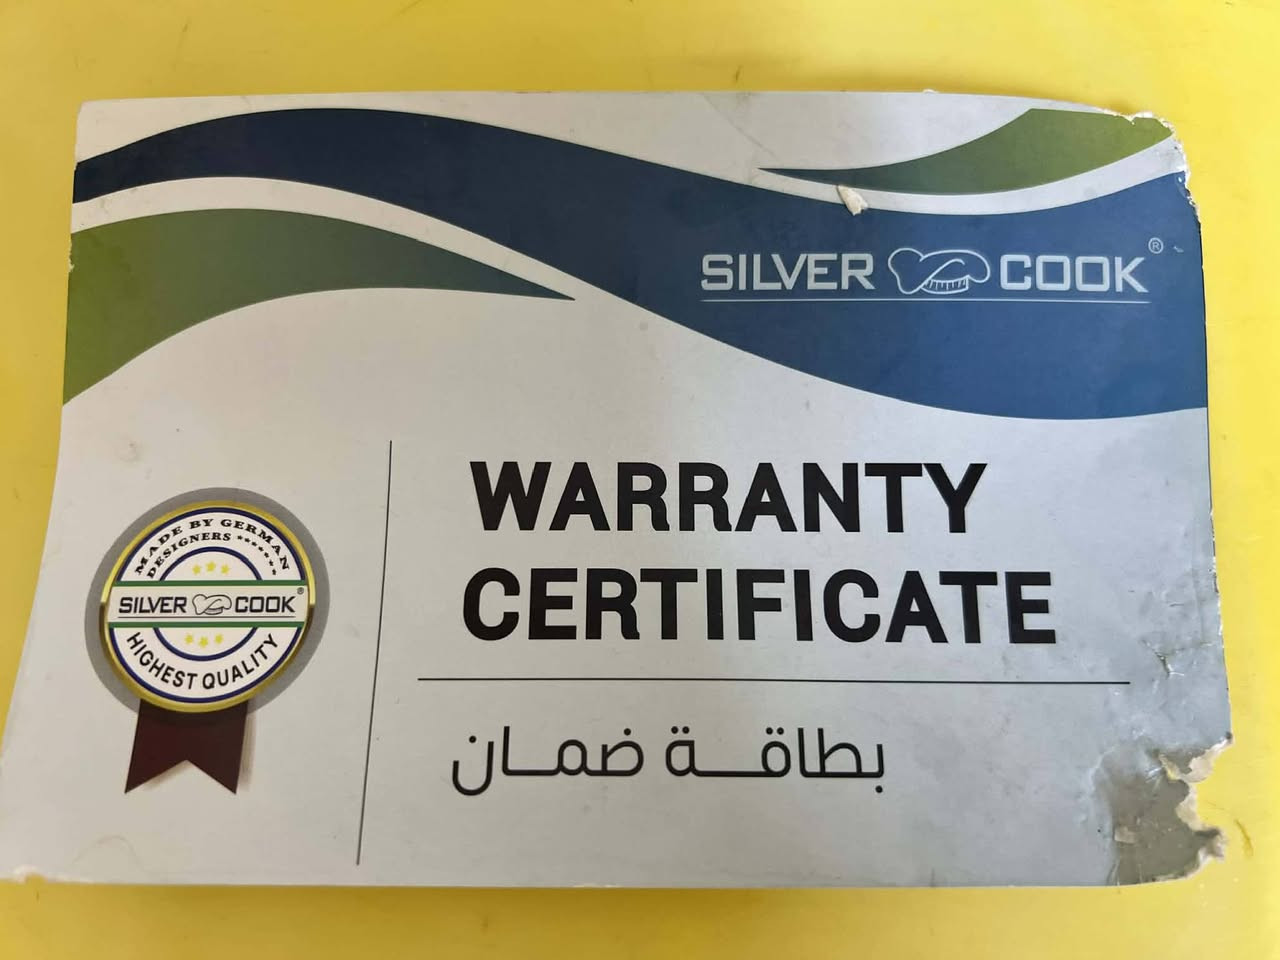 SILVER COOK®
WARRANTY
CERTIFICATE
بطاقة ضمان
MADE BY GERMAN
DESIGNERS *******
SILVER COOK®
HIGHEST QUALITY